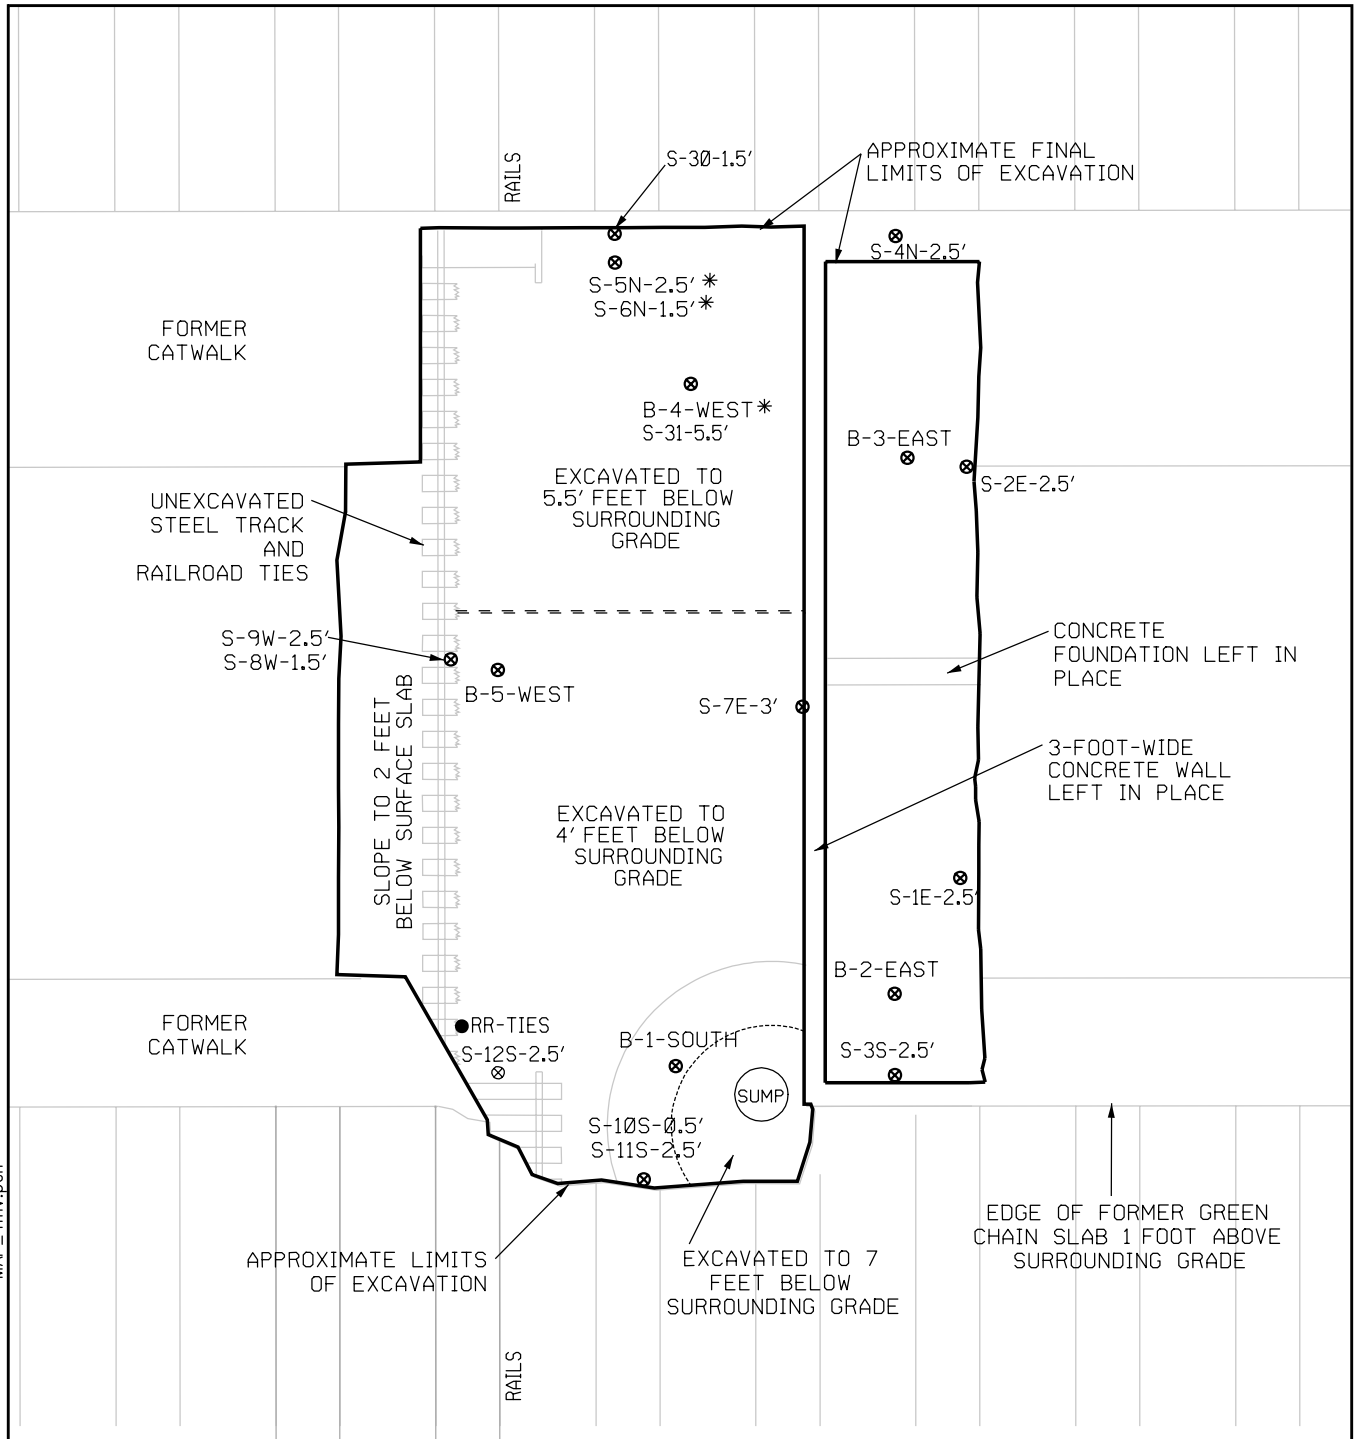 RAILS
S-3Ø-1.5'
APPROXIMATE FINAL
LIMITS OF EXCAVATION
S-4N-2.5'
S-5N-2.5' *
S-6N-1.5' *
FORMER
CATWALK
B-4-WEST *
S-31-5.5'
B-3-EAST
S-2E-2.5'
EXCAVATED TO
5.5' FEET BELOW
SURROUNDING
GRADE
UNEXCAVATED
STEEL TRACK
AND
RAILROAD TIES
S-9W-2.5'
S-8W-1.5'
B-5-WEST
CONCRETE
FOUNDATION LEFT IN
PLACE
S-7E-3'
SLOPE TO 2 FEET
BELOW SURFACE SLAB
3-FOOT-WIDE
CONCRETE WALL
LEFT IN PLACE
EXCAVATED TO
4' FEET BELOW
SURROUNDING
GRADE
S-1E-2.5'
B-2-EAST
FORMER
CATWALK
RR-TIES
S-12S-2.5'
B-1-SOUTH
S-3S-2.5'
SUMP
S-1ØS-Ø.5'
S-11S-2.5'
EDGE OF FORMER GREEN
CHAIN SLAB 1 FOOT ABOVE
SURROUNDING GRADE
APPROXIMATE LIMITS
OF EXCAVATION
EXCAVATED TO 7
FEET BELOW
SURROUNDING GRADE
RAILS